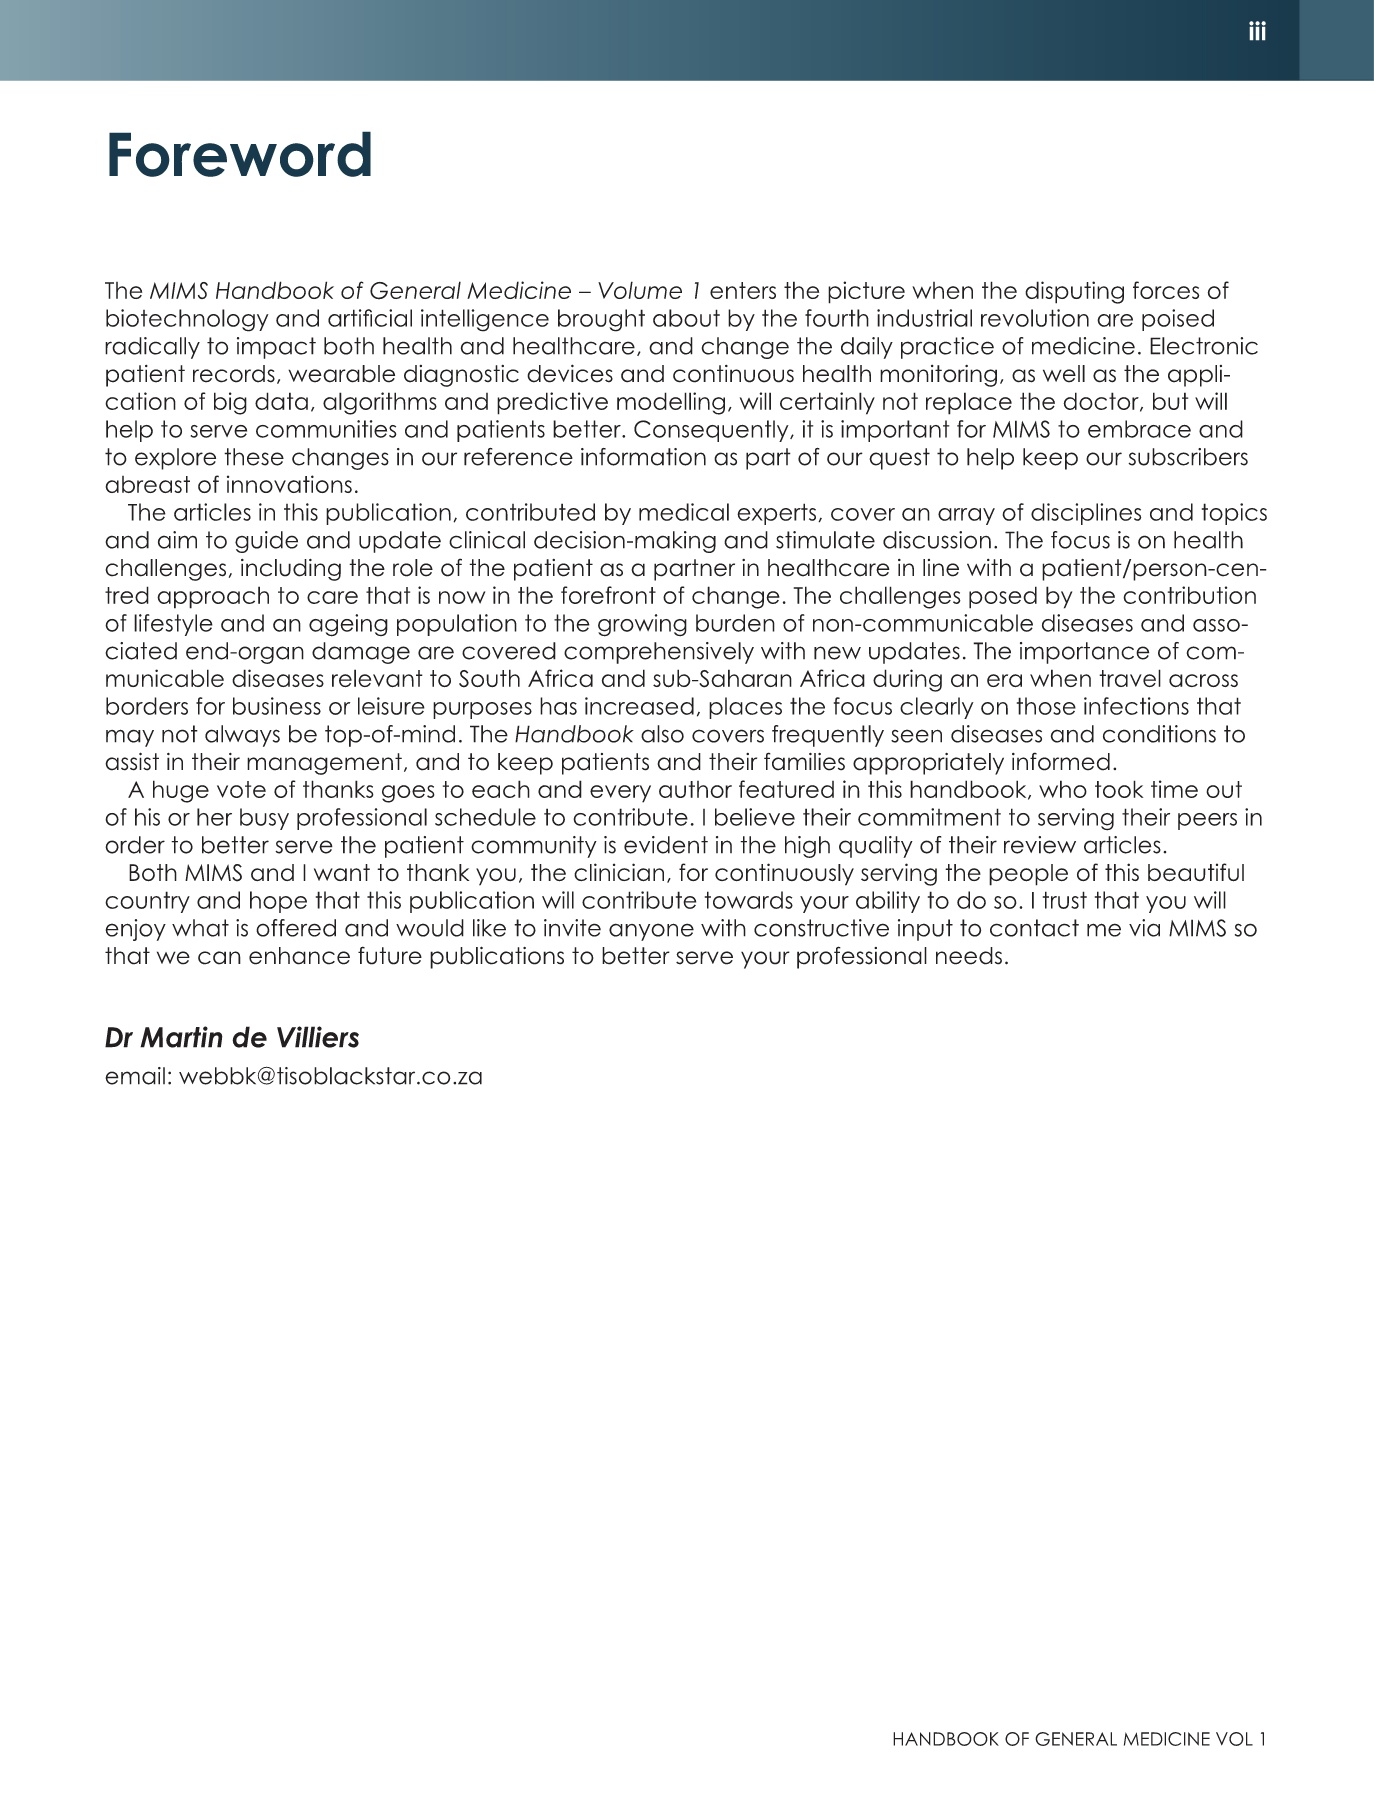 iii
Foreword
The MIMS Handbook of General Medicine – Volume 1 enters the picture when the disputing forces of
biotechnology and artificial intelligence brought about by the fourth industrial revolution are poised
radically to impact both health and healthcare, and change the daily practice of medicine. Electronic
patient records, wearable diagnostic devices and continuous health monitoring, as well as the appli-
cation of big data, algorithms and predictive modelling, will certainly not replace the doctor, but will
help to serve communities and patients better. Consequently, it is important for MIMS to embrace and
to explore these changes in our reference information as part of our quest to help keep our subscribers
abreast of innovations.
The articles in this publication, contributed by medical experts, cover an array of disciplines and topics
and aim to guide and update clinical decision-making and stimulate discussion. The focus is on health
challenges, including the role of the patient as a partner in healthcare in line with a patient/person-cen-
tred approach to care that is now in the forefront of change. The challenges posed by the contribution
of lifestyle and an ageing population to the growing burden of non-communicable diseases and asso-
ciated end-organ damage are covered comprehensively with new updates. The importance of com-
municable diseases relevant to South Africa and sub-Saharan Africa during an era when travel across
borders for business or leisure purposes has increased, places the focus clearly on those infections that
may not always be top-of-mind. The Handbook also covers frequently seen diseases and conditions to
assist in their management, and to keep patients and their families appropriately informed.
A huge vote of thanks goes to each and every author featured in this handbook, who took time out
of his or her busy professional schedule to contribute. I believe their commitment to serving their peers in
order to better serve the patient community is evident in the high quality of their review articles.
Both MIMS and I want to thank you, the clinician, for continuously serving the people of this beautiful
country and hope that this publication will contribute towards your ability to do so. I trust that you will
enjoy what is offered and would like to invite anyone with constructive input to contact me via MIMS so
that we can enhance future publications to better serve your professional needs.
Dr Martin de Villiers
email: webbk@tisoblackstar.co.za
HANDBOOK OF GENERAL MEDICINE VOL 1